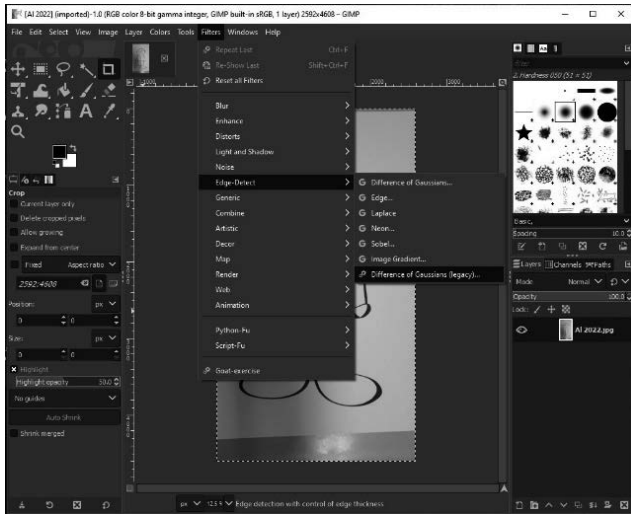 [AI 2022] (imported)-1.0 (RGB color 8-bit gamma integer, GIMP built-in sRGB, 1 layer) 2592x4608 – GIMP
File Edit Select View Image Layer Colors Tools Filters Windows Help
Repeat Last Ctrl+F
Re-Show Last Shift+Ctrl+F
Reset all Filters
Blur
Enhance
Distorts
Light and Shadow
Noise
Edge-Detect
Generic
Combine
Artistic
Decor
Map
Render
Web
Animation
Python-Fu
Script-Fu
Goat-exercise
Difference of Gaussians...
Edge...
Laplace
Neon...
Sobel...
Image Gradient...
Difference of Gaussians (legacy)...
Crop
Current layer only
Delete cropped pixels
Allow growing
Expand from center
Fixed Aspect ratio
2592:4608
Position: px
0 0
Size: px
0 0
Highlight
Highlight opacity 50.0
No guides
Auto Shrink
Shrink merged
2000 3000
px 12.5 % Edge detection with control of edge thickness
Filter
2. Hardness 050 (51 × 51)
Basic,
Spacing 10.0
Layers Channels Paths
Mode Normal
Opacity 100.0
Lock:
AI 2022.jpg